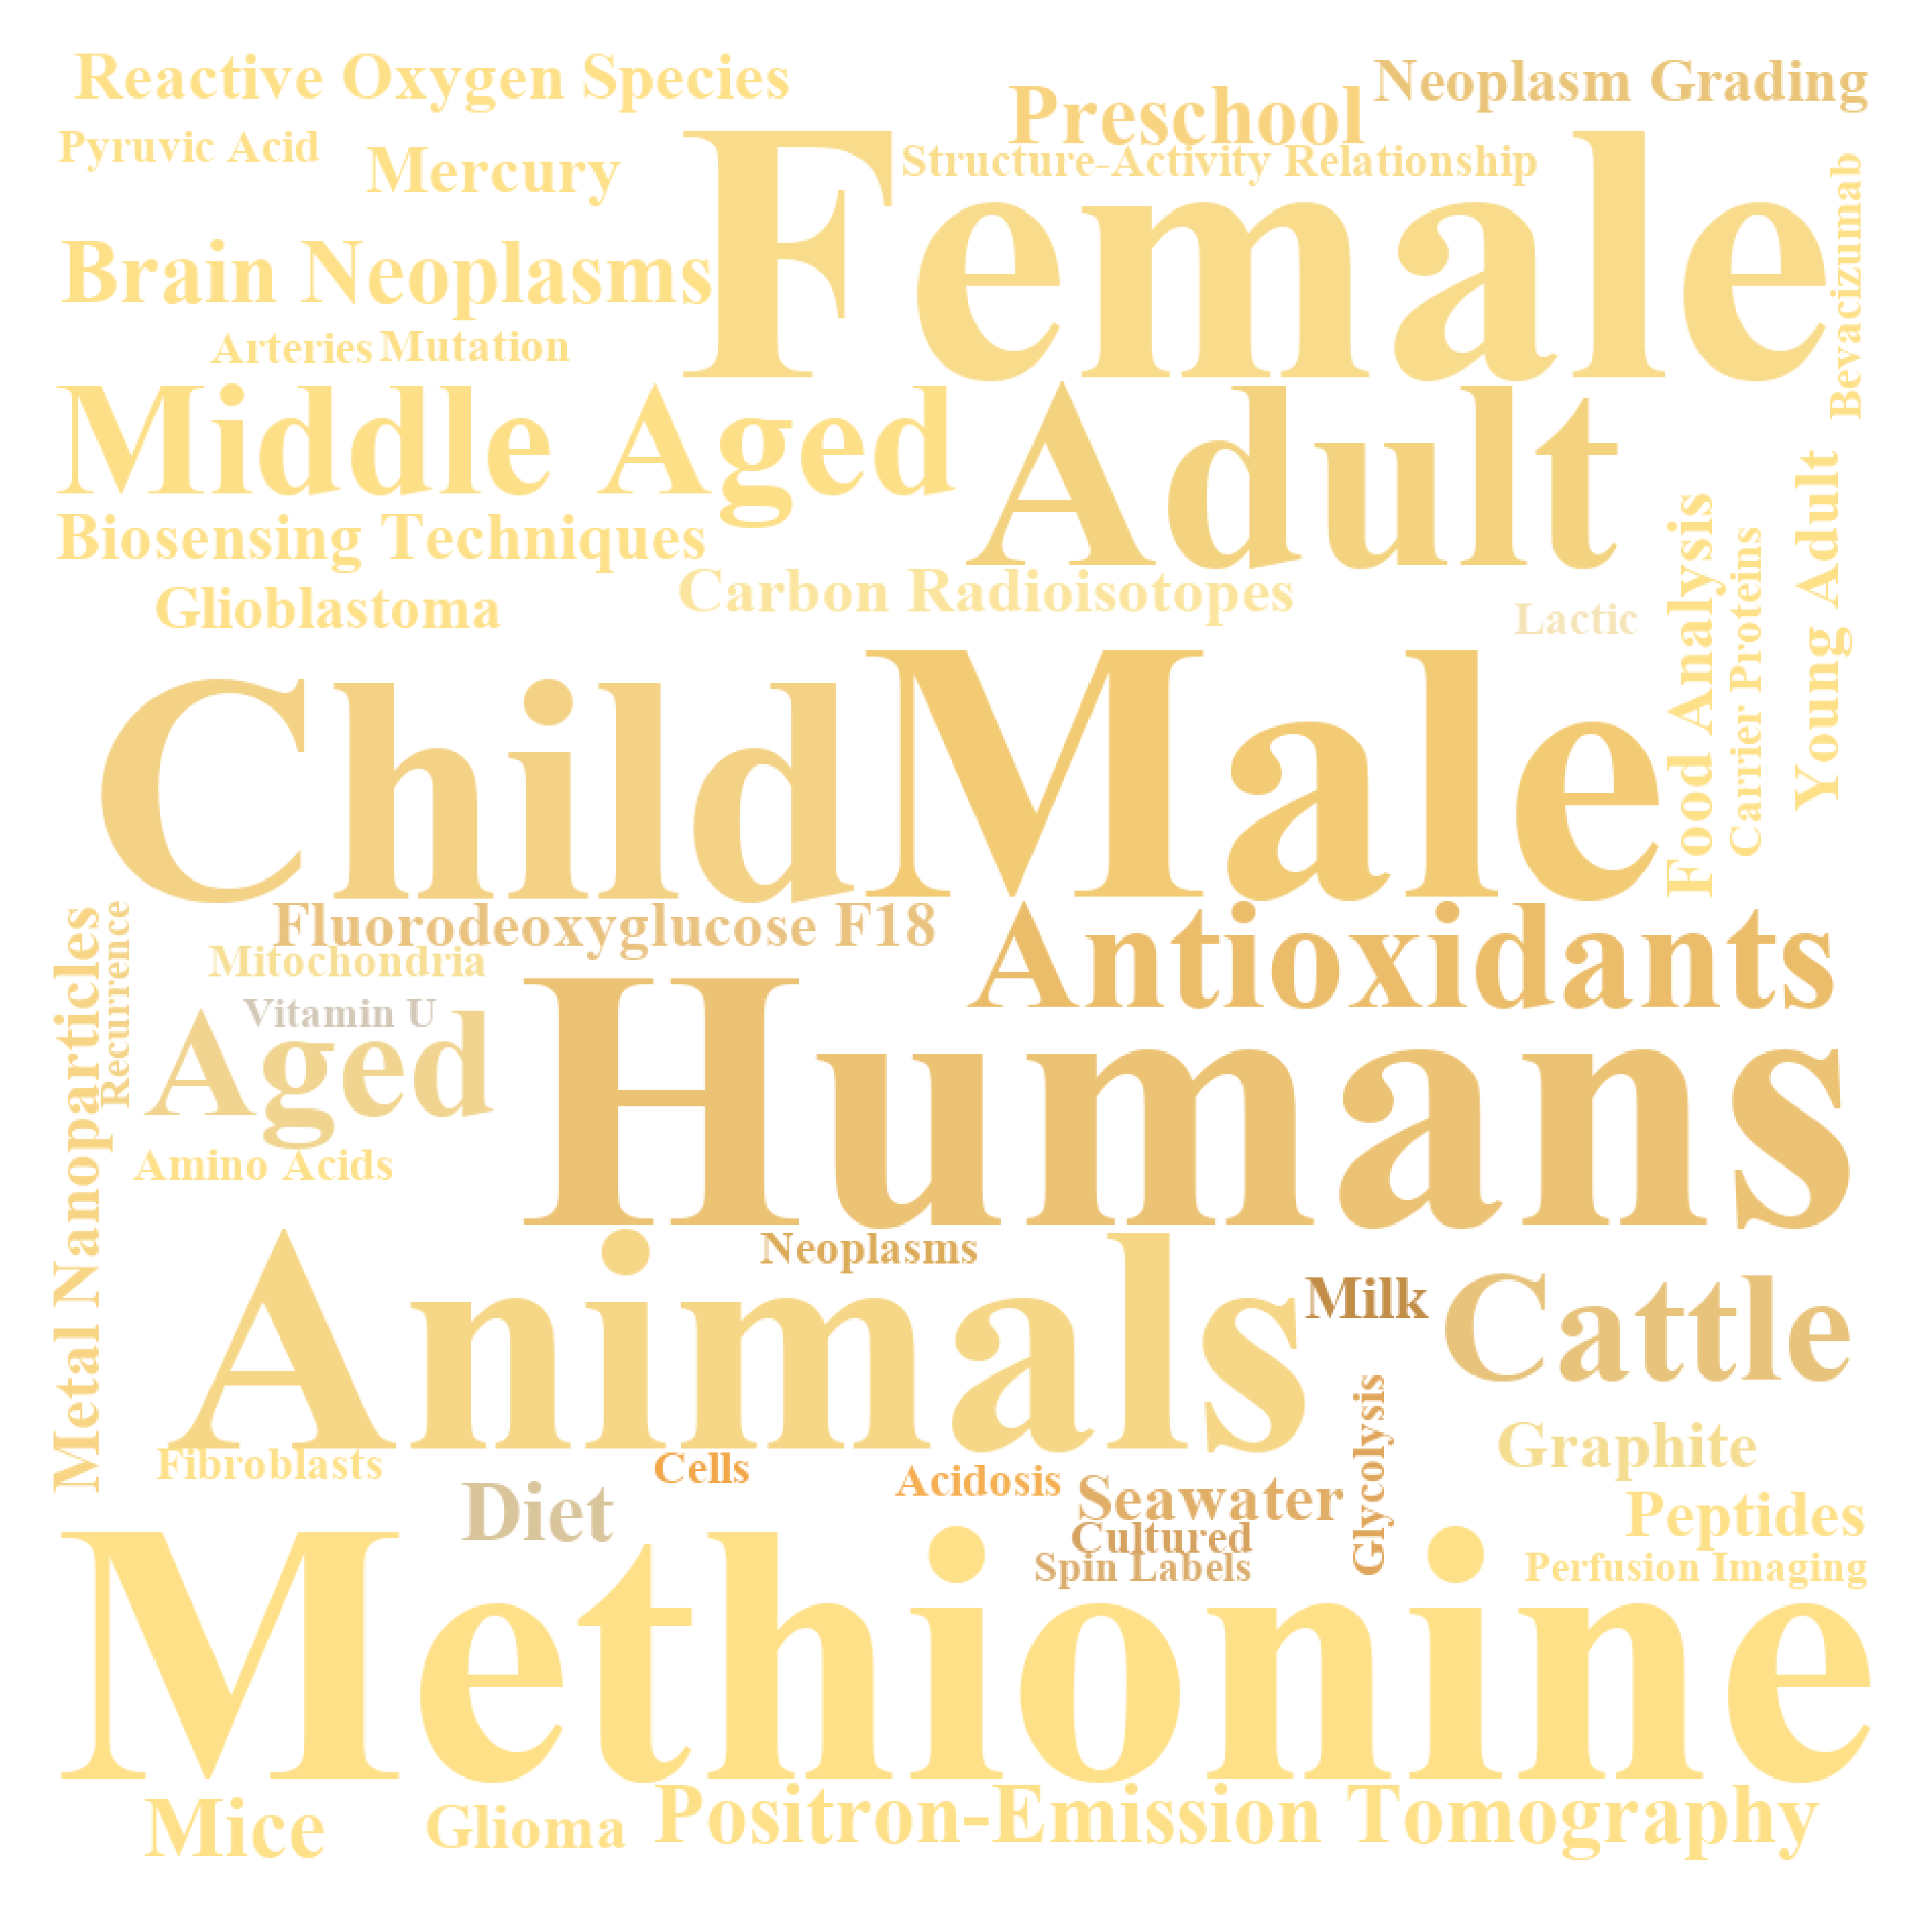 Reactive Oxygen Species
Neoplasm Grading
Preschool
Pyruvic Acid
Mercury
Structure-Activity Relationship
Female
Bevacizumab
Brain Neoplasms
Arteries
Mutation
Middle Aged
Adult
Young Adult
Biosensing Techniques
Food Analysis
Carrier Proteins
Carbon Radioisotopes
Glioblastoma
Lactic
Child
Male
Fluorodeoxyglucose F18
Antioxidants
Metal Nanoparticles
Recurrence
Mitochondria
Vitamin U
Aged
Humans
Amino Acids
Neoplasms
Animals
Milk
Cattle
Glycolysis
Graphite
Fibroblasts
Cells
Acidosis
Diet
Seawater
Peptides
Cultured
Spin Labels
Perfusion Imaging
Methionine
Mice
Glioma
Positron-Emission Tomography